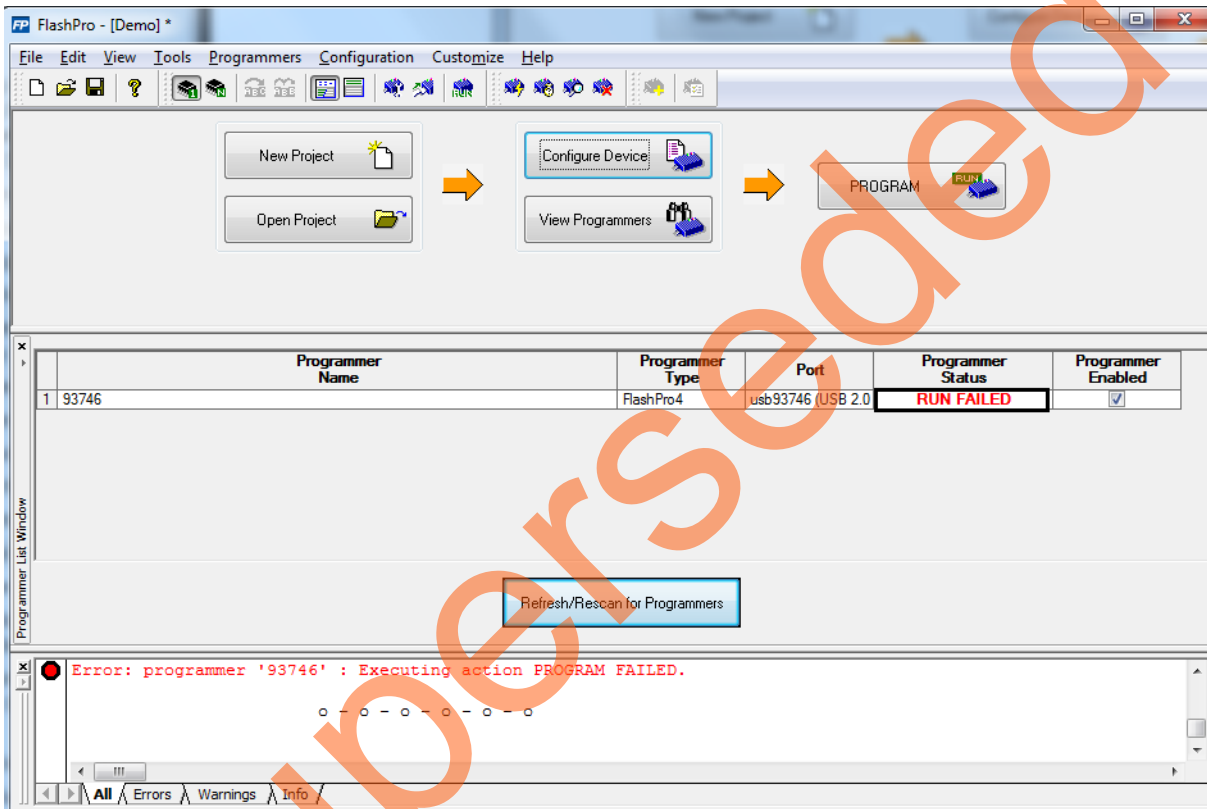 FlashPro - [Demo] *
File Edit View Tools Programmers Configuration Customize Help
New Project
Configure Device
PROGRAM
RUN
Open Project
View Programmers
Programmer Name
Programmer Type
Port
Programmer Status
Programmer Enabled
1 93746 FlashPro4 usb93746 (USB 2.0 RUN FAILED
Programmer List Window
Refresh/Rescan for Programmers
Error: programmer '93746' : Executing action PROGRAM FAILED.
o - o - o - o - o - o
All Errors Warnings Info
uperseded